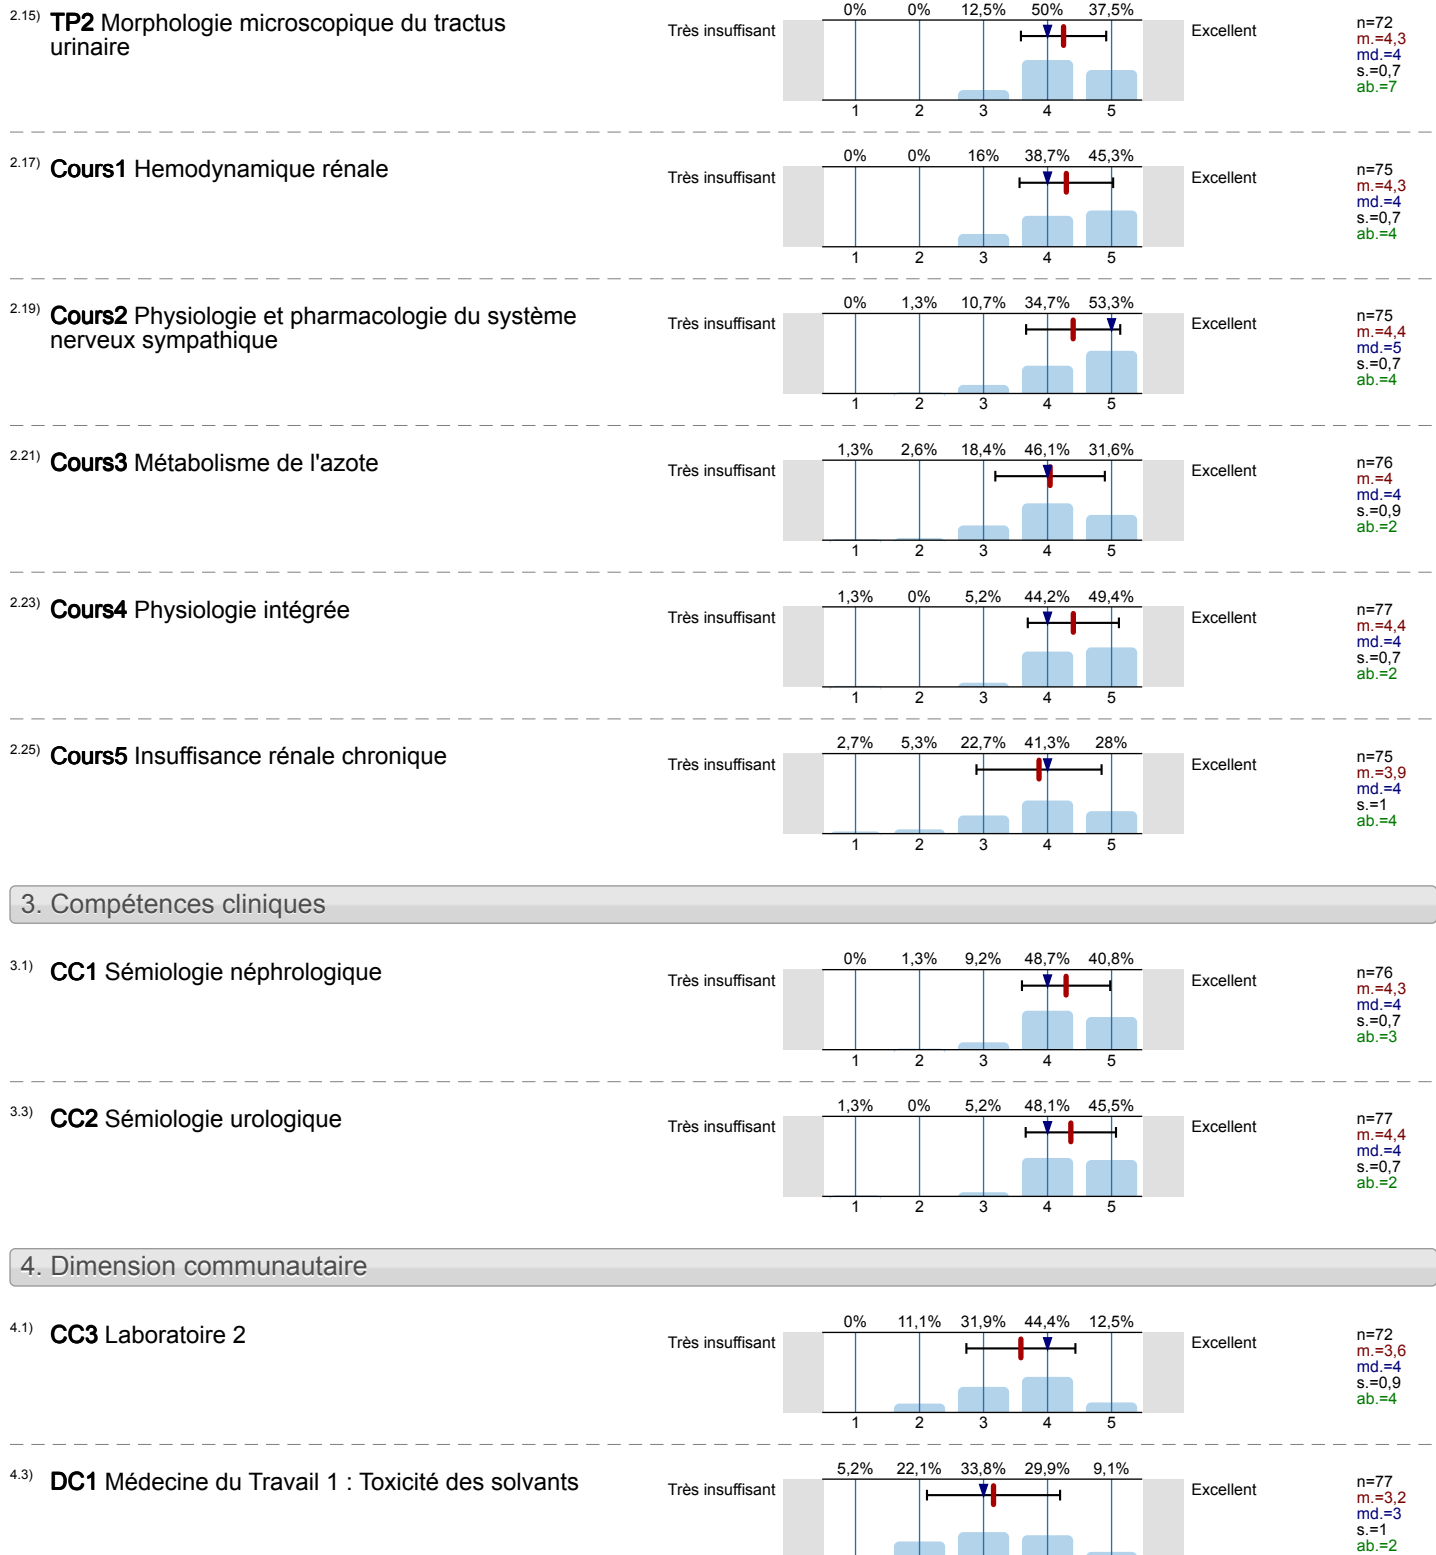 2.15) TP2 Morphologie microscopique du tractus urinaire
Très insuffisant
0% 0% 12,5% 50% 37,5%
1 2 3 4 5
Excellent
n=72
m.=4,3
md.=4
s.=0,7
ab.=7
2.17) Cours1 Hemodynamique rénale
Très insuffisant
0% 0% 16% 38,7% 45,3%
1 2 3 4 5
Excellent
n=75
m.=4,3
md.=4
s.=0,7
ab.=4
2.19) Cours2 Physiologie et pharmacologie du système nerveux sympathique
Très insuffisant
0% 1,3% 10,7% 34,7% 53,3%
1 2 3 4 5
Excellent
n=75
m.=4,4
md.=5
s.=0,7
ab.=4
2.21) Cours3 Métabolisme de l'azote
Très insuffisant
1,3% 2,6% 18,4% 46,1% 31,6%
1 2 3 4 5
Excellent
n=76
m.=4
md.=4
s.=0,9
ab.=2
2.23) Cours4 Physiologie intégrée
Très insuffisant
1,3% 0% 5,2% 44,2% 49,4%
1 2 3 4 5
Excellent
n=77
m.=4,4
md.=4
s.=0,7
ab.=2
2.25) Cours5 Insuffisance rénale chronique
Très insuffisant
2,7% 5,3% 22,7% 41,3% 28%
1 2 3 4 5
Excellent
n=75
m.=3,9
md.=4
s.=1
ab.=4
3. Compétences cliniques
3.1) CC1 Sémiologie néphrologique
Très insuffisant
0% 1,3% 9,2% 48,7% 40,8%
1 2 3 4 5
Excellent
n=76
m.=4,3
md.=4
s.=0,7
ab.=3
3.3) CC2 Sémiologie urologique
Très insuffisant
1,3% 0% 5,2% 48,1% 45,5%
1 2 3 4 5
Excellent
n=77
m.=4,4
md.=4
s.=0,7
ab.=2
4. Dimension communautaire
4.1) CC3 Laboratoire 2
Très insuffisant
0% 11,1% 31,9% 44,4% 12,5%
1 2 3 4 5
Excellent
n=72
m.=3,6
md.=4
s.=0,9
ab.=4
4.3) DC1 Médecine du Travail 1 : Toxicité des solvants
Très insuffisant
5,2% 22,1% 33,8% 29,9% 9,1%
Excellent
n=77
m.=3,2
md.=3
s.=1
ab.=2